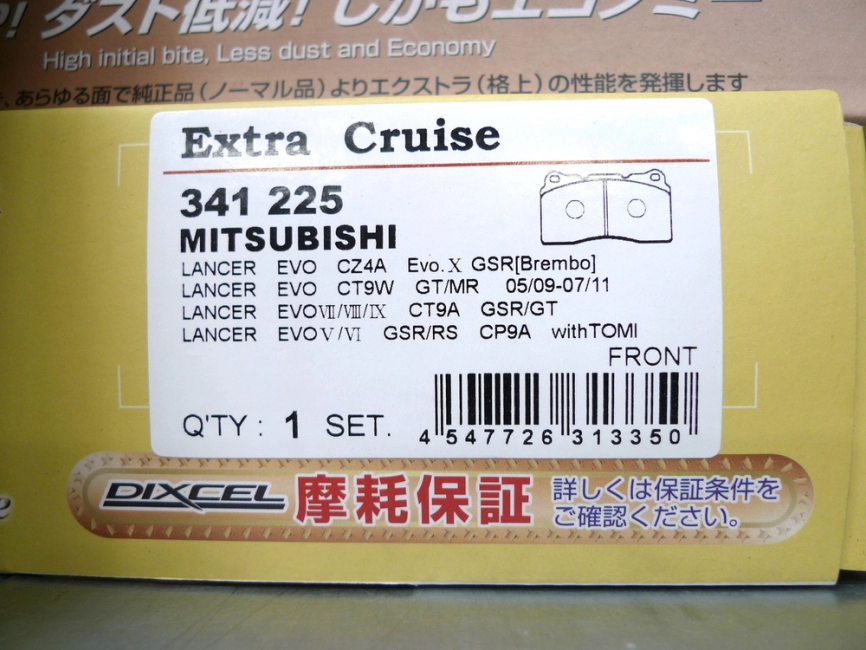 P! ダスト低減! しかもエコノミー
High initial bite, Less dust and Economy
、あらゆる面で純正品(ノーマル品)よりエクストラ(格上)の性能を発揮します
Extra Cruise
341 225
MITSUBISHI
LANCER EVO CZ4A Evo.Ⅹ GSR[Brembo]
LANCER EVO CT9W GT/MR 05/09-07/11
LANCER EVOⅦ/Ⅷ/Ⅸ CT9A GSR/GT
LANCER EVOⅤ/Ⅵ GSR/RS CP9A withTOMI
FRONT
Q'TY : 1 SET.
4 547726 313350
DIXCEL 摩耗保証 詳しくは保証条件を
ご確認ください。